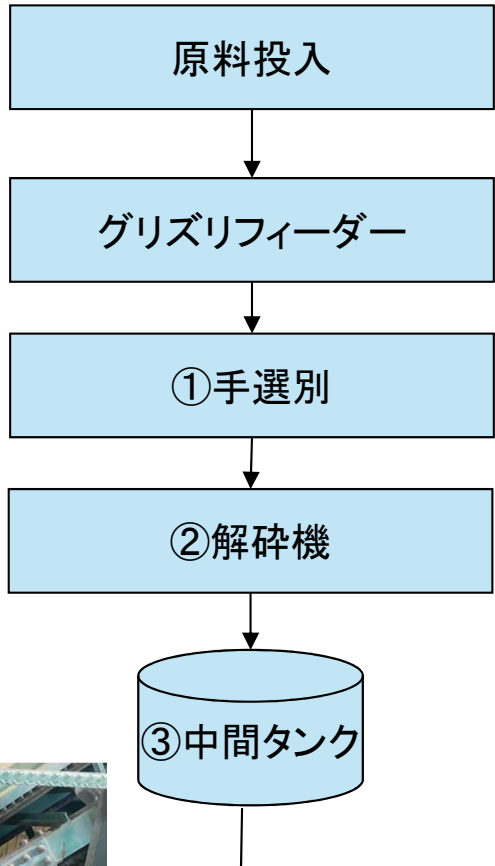 原料投入
グリズリフィーダー
①手選別
②解砕機
③中間タンク